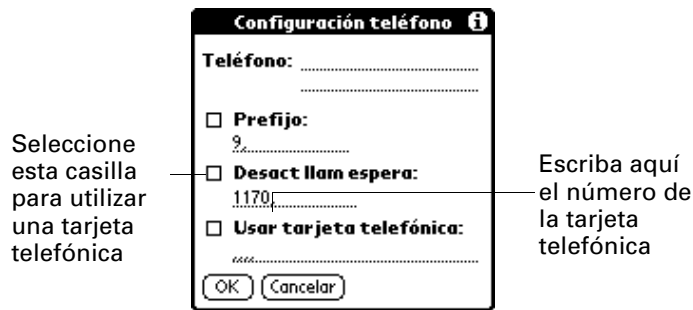 Configuración teléfono
Teléfono:
Prefijo:
9,
Seleccione
esta casilla
para utilizar
una tarjeta
telefónica
Desact llam espera:
1170,
Escriba aquí
el número de
la tarjeta
telefónica
Usar tarjeta telefónica:
,,,,
OK Cancelar